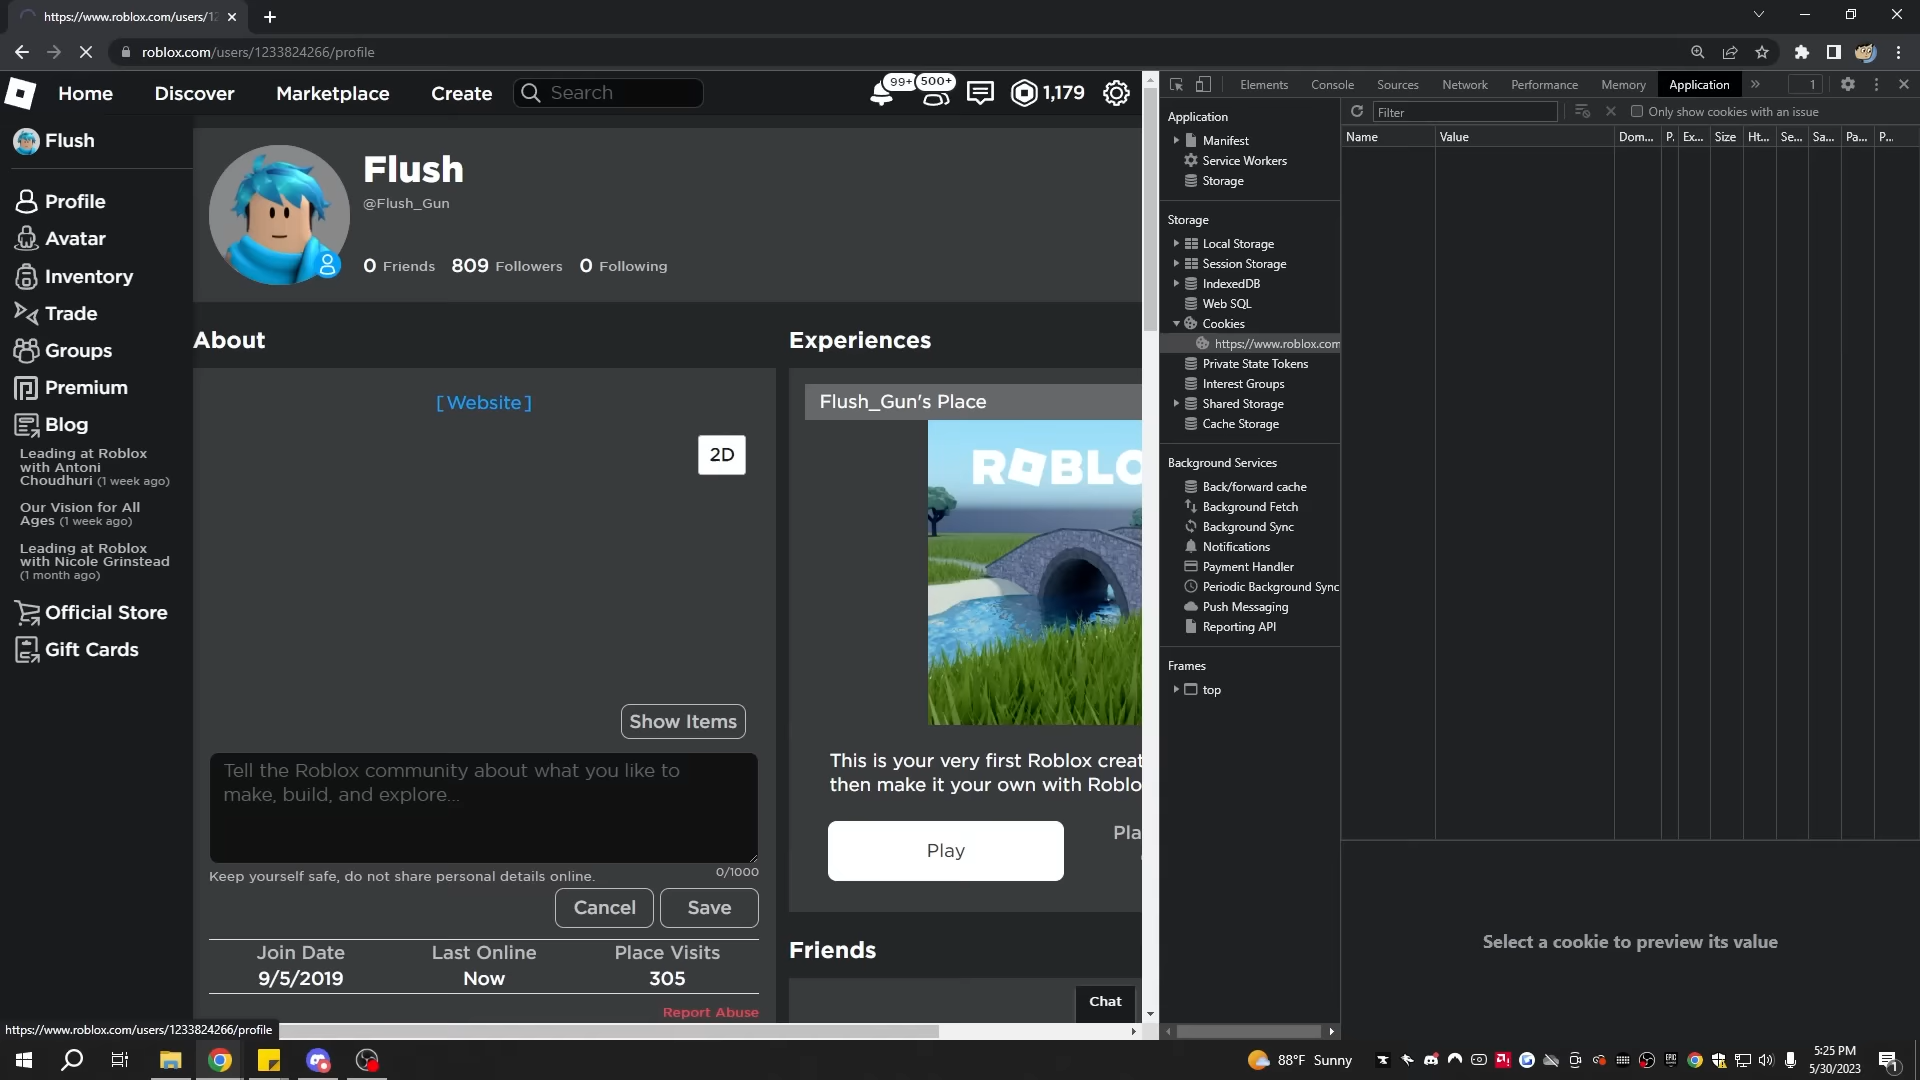 https://www.roblox.com/users/12
roblox.com/users/1233824266/profile
Home
Discover
Marketplace
Create
Search
99+
500+
1,179
Flush
Profile
Avatar
Inventory
Trade
Groups
Premium
Blog
Leading at Roblox
with Antoni
Choudhuri (1 week ago)
Our Vision for All
Ages (1 week ago)
Leading at Roblox
with Nicole Grinstead
(1 month ago)
Official Store
Gift Cards
Flush
@Flush_Gun
0 Friends 809 Followers 0 Following
About
[ Website ]
2D
Show Items
Tell the Roblox community about what you like to
make, build, and explore...
Keep yourself safe, do not share personal details online.
0/1000
Cancel
Save
Join Date
Last Online
Place Visits
9/5/2019
Now
305
Report Abuse
Experiences
Flush_Gun's Place
ROBLO
This is your very first Roblox creat
then make it your own with Roblo
Play
Pla
Friends
Chat
https://www.roblox.com/users/1233824266/profile
Elements
Console
Sources
Network
Performance
Memory
Application
1
Filter
Only show cookies with an issue
Application
Manifest
Service Workers
Storage
Storage
Local Storage
Session Storage
IndexedDB
Web SQL
Cookies
https://www.roblox.com
Private State Tokens
Interest Groups
Shared Storage
Cache Storage
Background Services
Back/forward cache
Background Fetch
Background Sync
Notifications
Payment Handler
Periodic Background Sync
Push Messaging
Reporting API
Frames
top
Name
Value
Dom...
P.
Ex...
Size
Ht...
Se...
Sa...
Pa...
P...
Select a cookie to preview its value
88°F Sunny
5:25 PM
5/30/2023
1